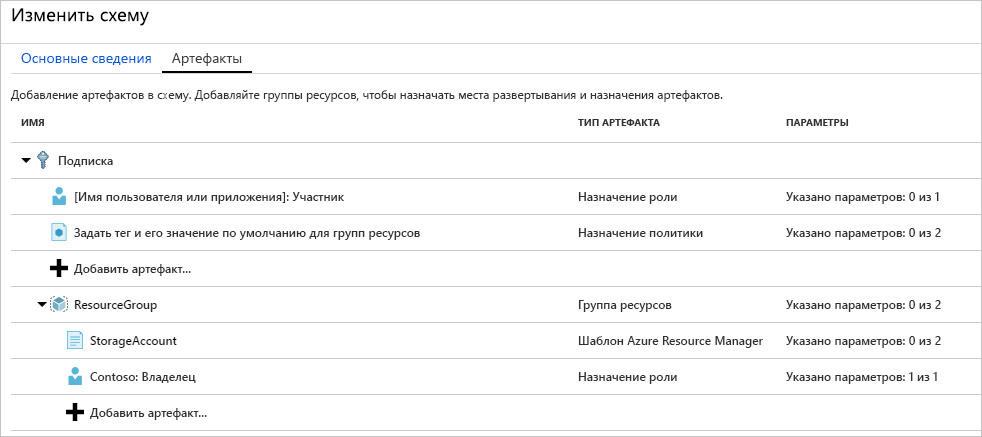 Изменить схему
Основные сведения Артефакты
Добавление артефактов в схему. Добавляйте группы ресурсов, чтобы назначать места развертывания и назначения артефактов.
ИМЯ ТИП АРТЕФАКТА ПАРАМЕТРЫ
Подписка
[Имя пользователя или приложения]: Участник Назначение роли Указано параметров: 0 из 1
Задать тег и его значение по умолчанию для групп ресурсов Назначение политики Указано параметров: 0 из 2
Добавить артефакт...
ResourceGroup Группа ресурсов Указано параметров: 0 из 2
StorageAccount Шаблон Azure Resource Manager Указано параметров: 0 из 2
Contoso: Владелец Назначение роли Указано параметров: 1 из 1
Добавить артефакт...